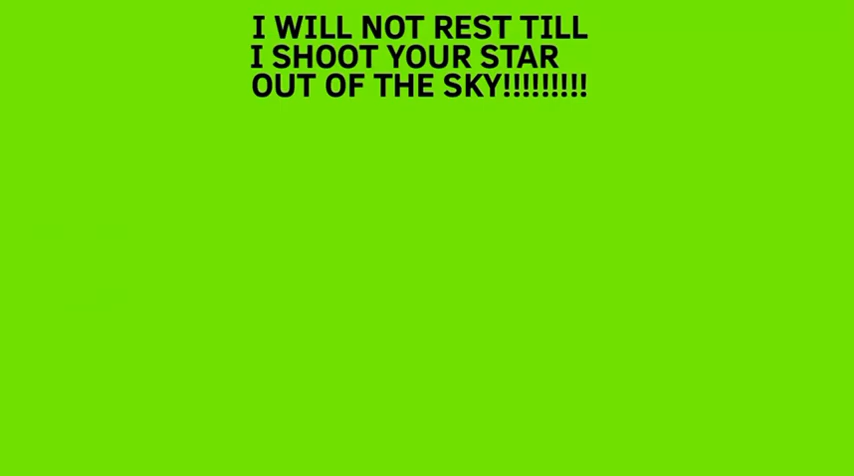 I WILL NOT REST TILL
I SHOOT YOUR STAR
OUT OF THE SKY!!!!!!!!!